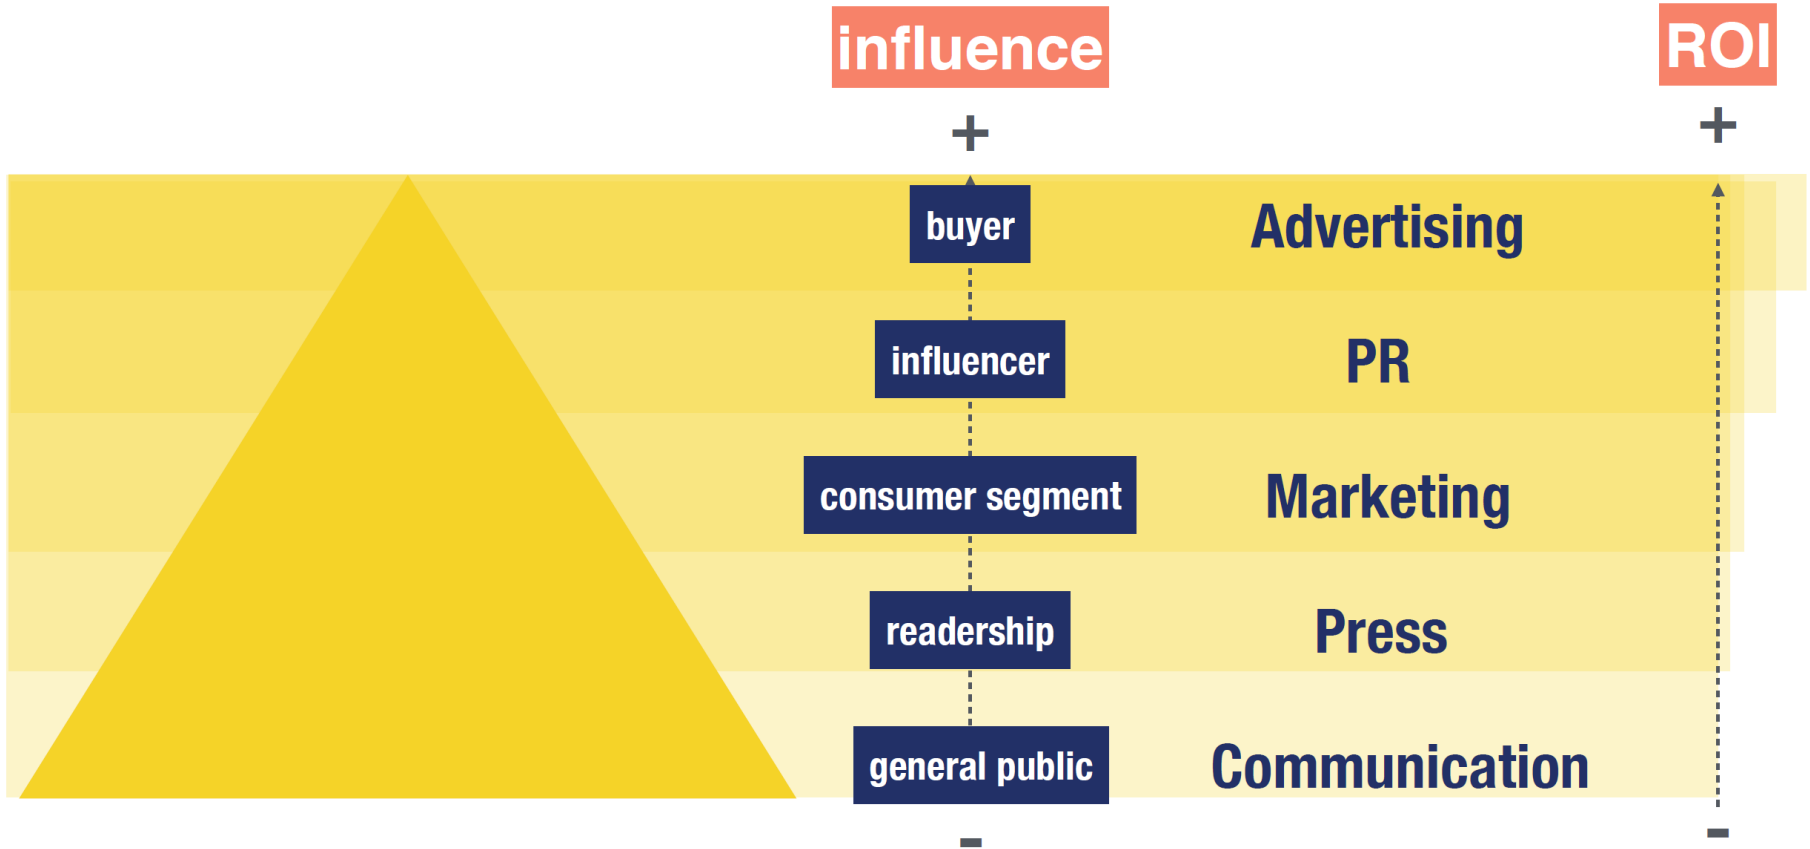 influence
ROI
+
+
buyer
Advertising
influencer
PR
consumer segment
Marketing
readership
Press
general public
Communication
-
-